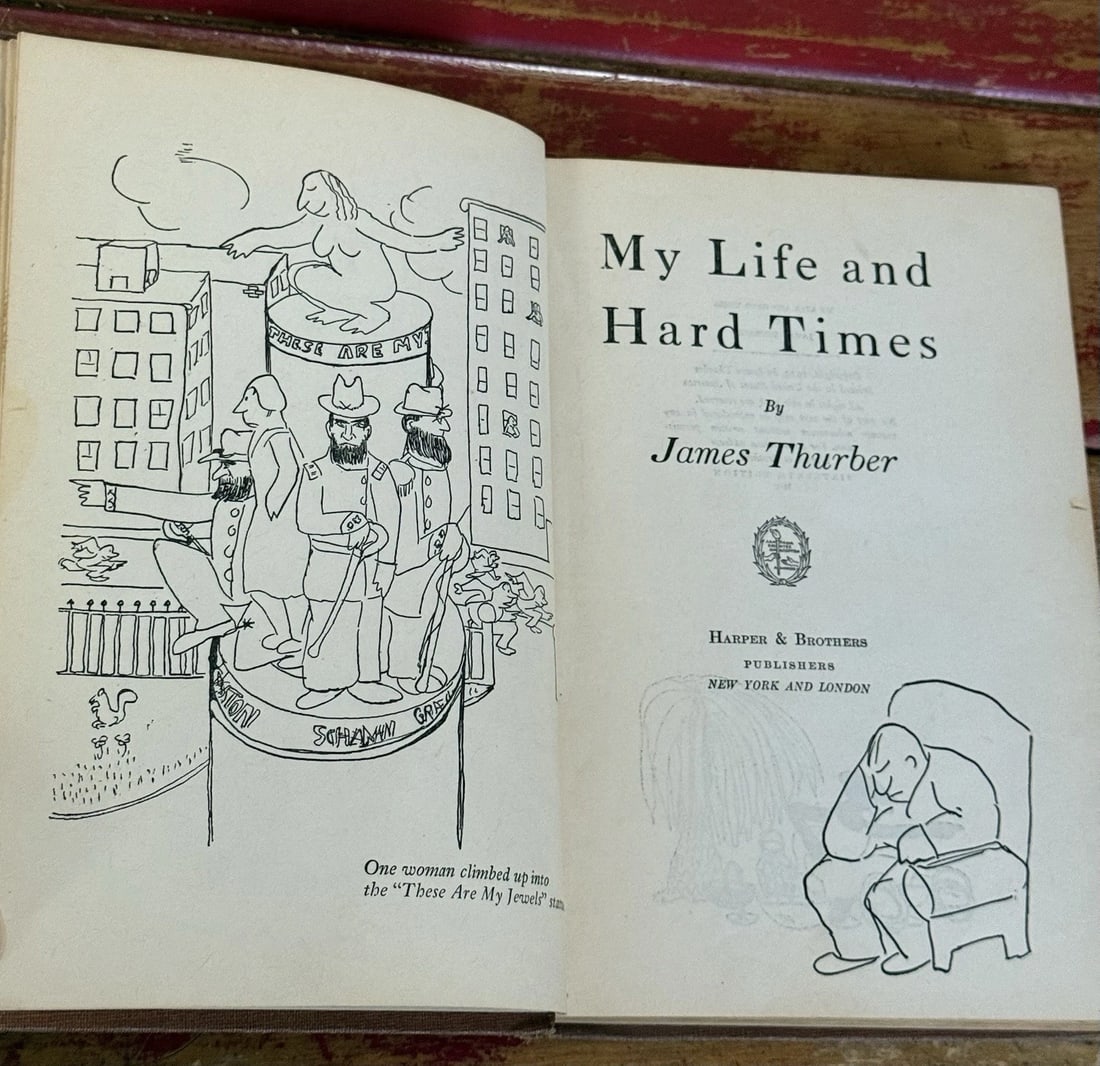 THESE ARE MY
SCHAMN
One woman climbed up into
the "These Are My Jewels"
My Life and
Hard Times
By
James Thurber
HARPER & BROTHERS
PUBLISHERS
NEW YORK AND LONDON